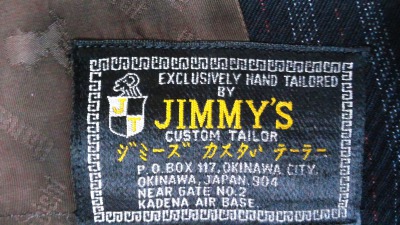 EXCLUSIVELY HAND TAILORED
BY
J T
JIMMY'S
CUSTOM TAILOR
ジミーズ カスタム テーラー
P.O.BOX 117, OKINAWA CITY.
OKINAWA, JAPAN. 904
NEAR GATE NO.2
KADENA AIR BASE.